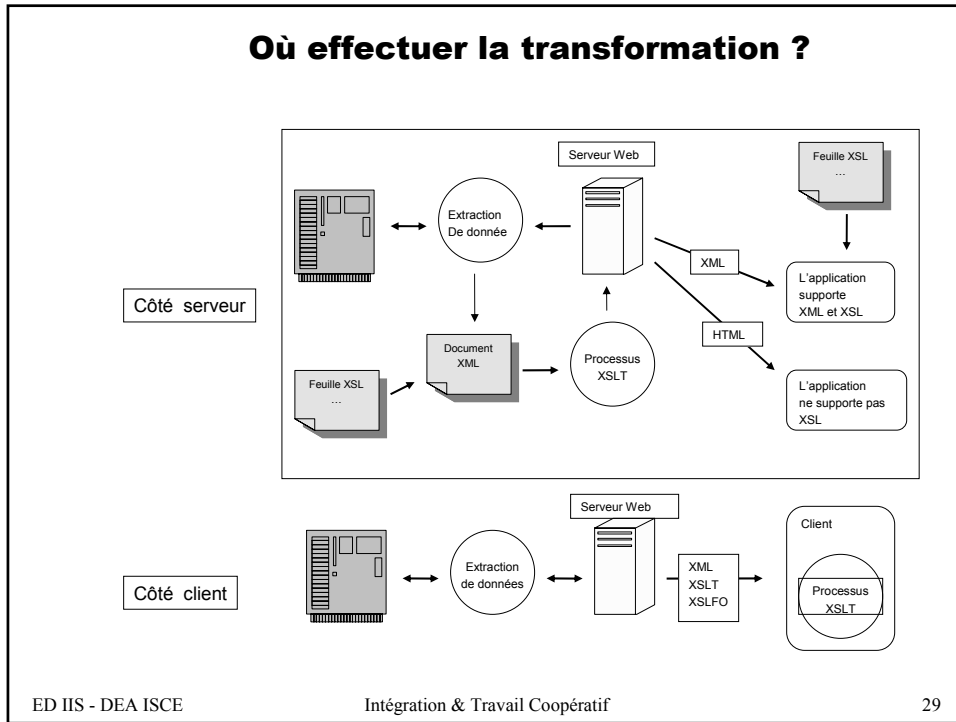 Où effectuer la transformation ?
Serveur Web
Feuille XSL
…
Extraction
De donnée
XML
L'application
supporte
XML et XSL
Côté serveur
HTML
Document
XML
Processus
XSLT
Feuille XSL
…
L'application
ne supporte pas
XSL
Serveur Web
Client
Extraction
de données
XML
XSLT
XSLFO
Côté client
Processus
XSLT
ED IIS - DEA ISCE
Intégration & Travail Coopératif
29